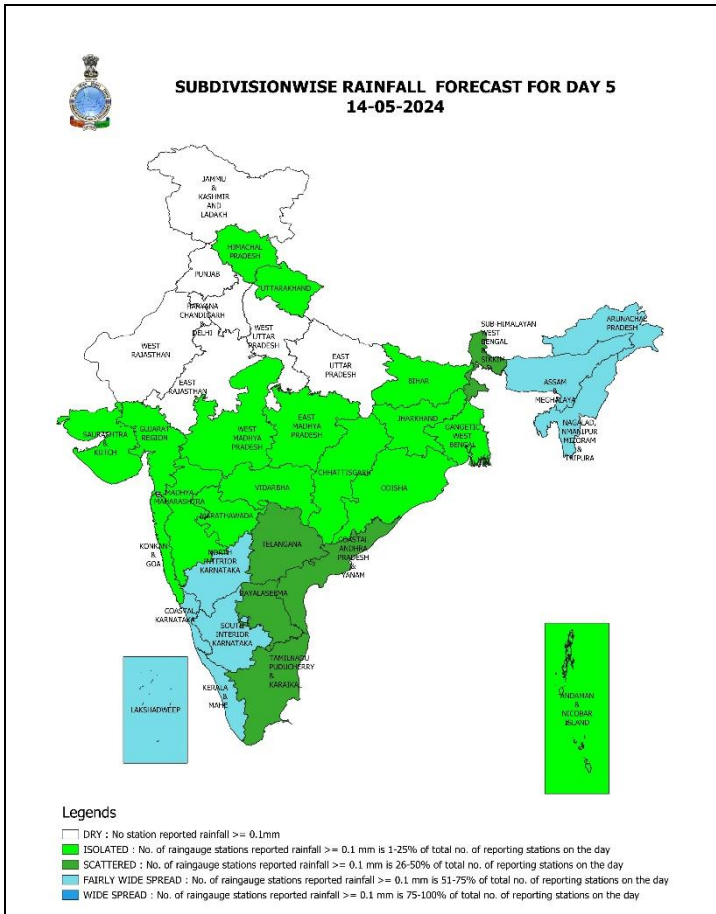 SUBDIVISIONWISE RAINFALL FORECAST FOR DAY 5
14-05-2024
JAMMU
&
KASHMIR
AND
LADAKH
HIMACHAL
PRADESH
PUNJAB
UTTARAKHAND
HARYANA
CHANDIGARH
&
DELHI
WEST
UTTAR
PRADESH
WEST
RAJASTHAN
EAST
RAJASTHAN
EAST
UTTAR
PRADESH
SUB-HIMALAYAN
WEST
BENGAL
&
SIKKIM
ARUNACHAL
PRADESH
ASSAM
&
MEGHALAYA
NAGALAD,
NMANIPUR
MIZORAM
&
TRIPURA
BIHAR
JHARKHAND
GANGETIC
WEST
BENGAL
SAURASHTRA
&
KUTCH
GUJARAT
REGION
WEST
MADHYA
PRADESH
EAST
MADHYA
PRADESH
CHHATTISGARH
ODISHA
VIDARBHA
MADHYA
MAHARASHTRA
MARATHAWADA
KONKAN
&
GOA
TELANGANA
COASTAL
ANDHRA
PRADESH
&
YANAM
NORTH
INTERIOR
KARNATAKA
RAYALASEEMA
COASTAL
KARNATAKA
SOUTH
INTERIOR
KARNATAKA
TAMILNADU
PUDUCHERRY
&
KARAIKAL
KERALA
&
MAHE
LAKSHADWEEP
ANDAMAN
&
NICOBAR
ISLAND
Legends
DRY : No station reported rainfall >= 0.1mm
ISOLATED : No. of raingauge stations reported rainfall >= 0.1 mm is 1-25% of total no. of reporting stations on the day
SCATTERED : No. of raingauge stations reported rainfall >= 0.1 mm is 26-50% of total no. of reporting stations on the day
FAIRLY WIDE SPREAD : No. of raingauge stations reported rainfall >= 0.1 mm is 51-75% of total no. of reporting stations on the day
WIDE SPREAD : No. of raingauge stations reported rainfall >= 0.1 mm is 75-100% of total no. of reporting stations on the day